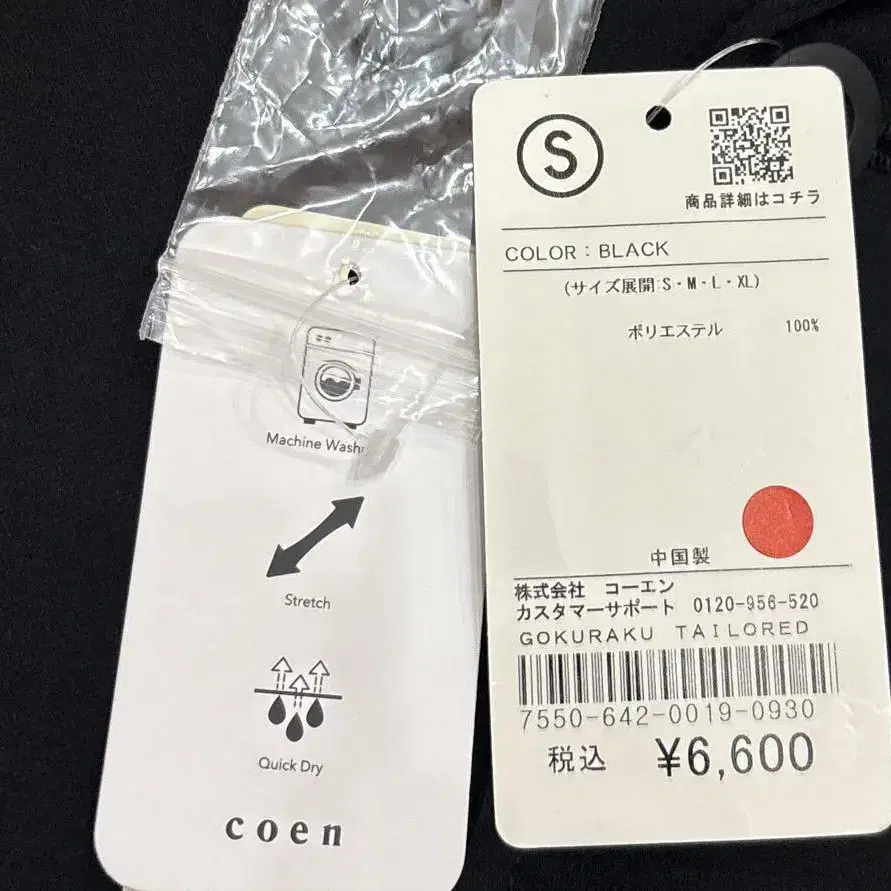 Machine Wash
Stretch
Quick Dry
coen
S
商品詳細はコチラ
COLOR : BLACK
(サイズ展開:S・M・L・XL)
ポリエステル 100%
中国製
株式会社 コーエン
カスタマーサポート 0120-956-520
GOKURAKU TAILORED
7550-642-0019-0930
税込 ¥6,600